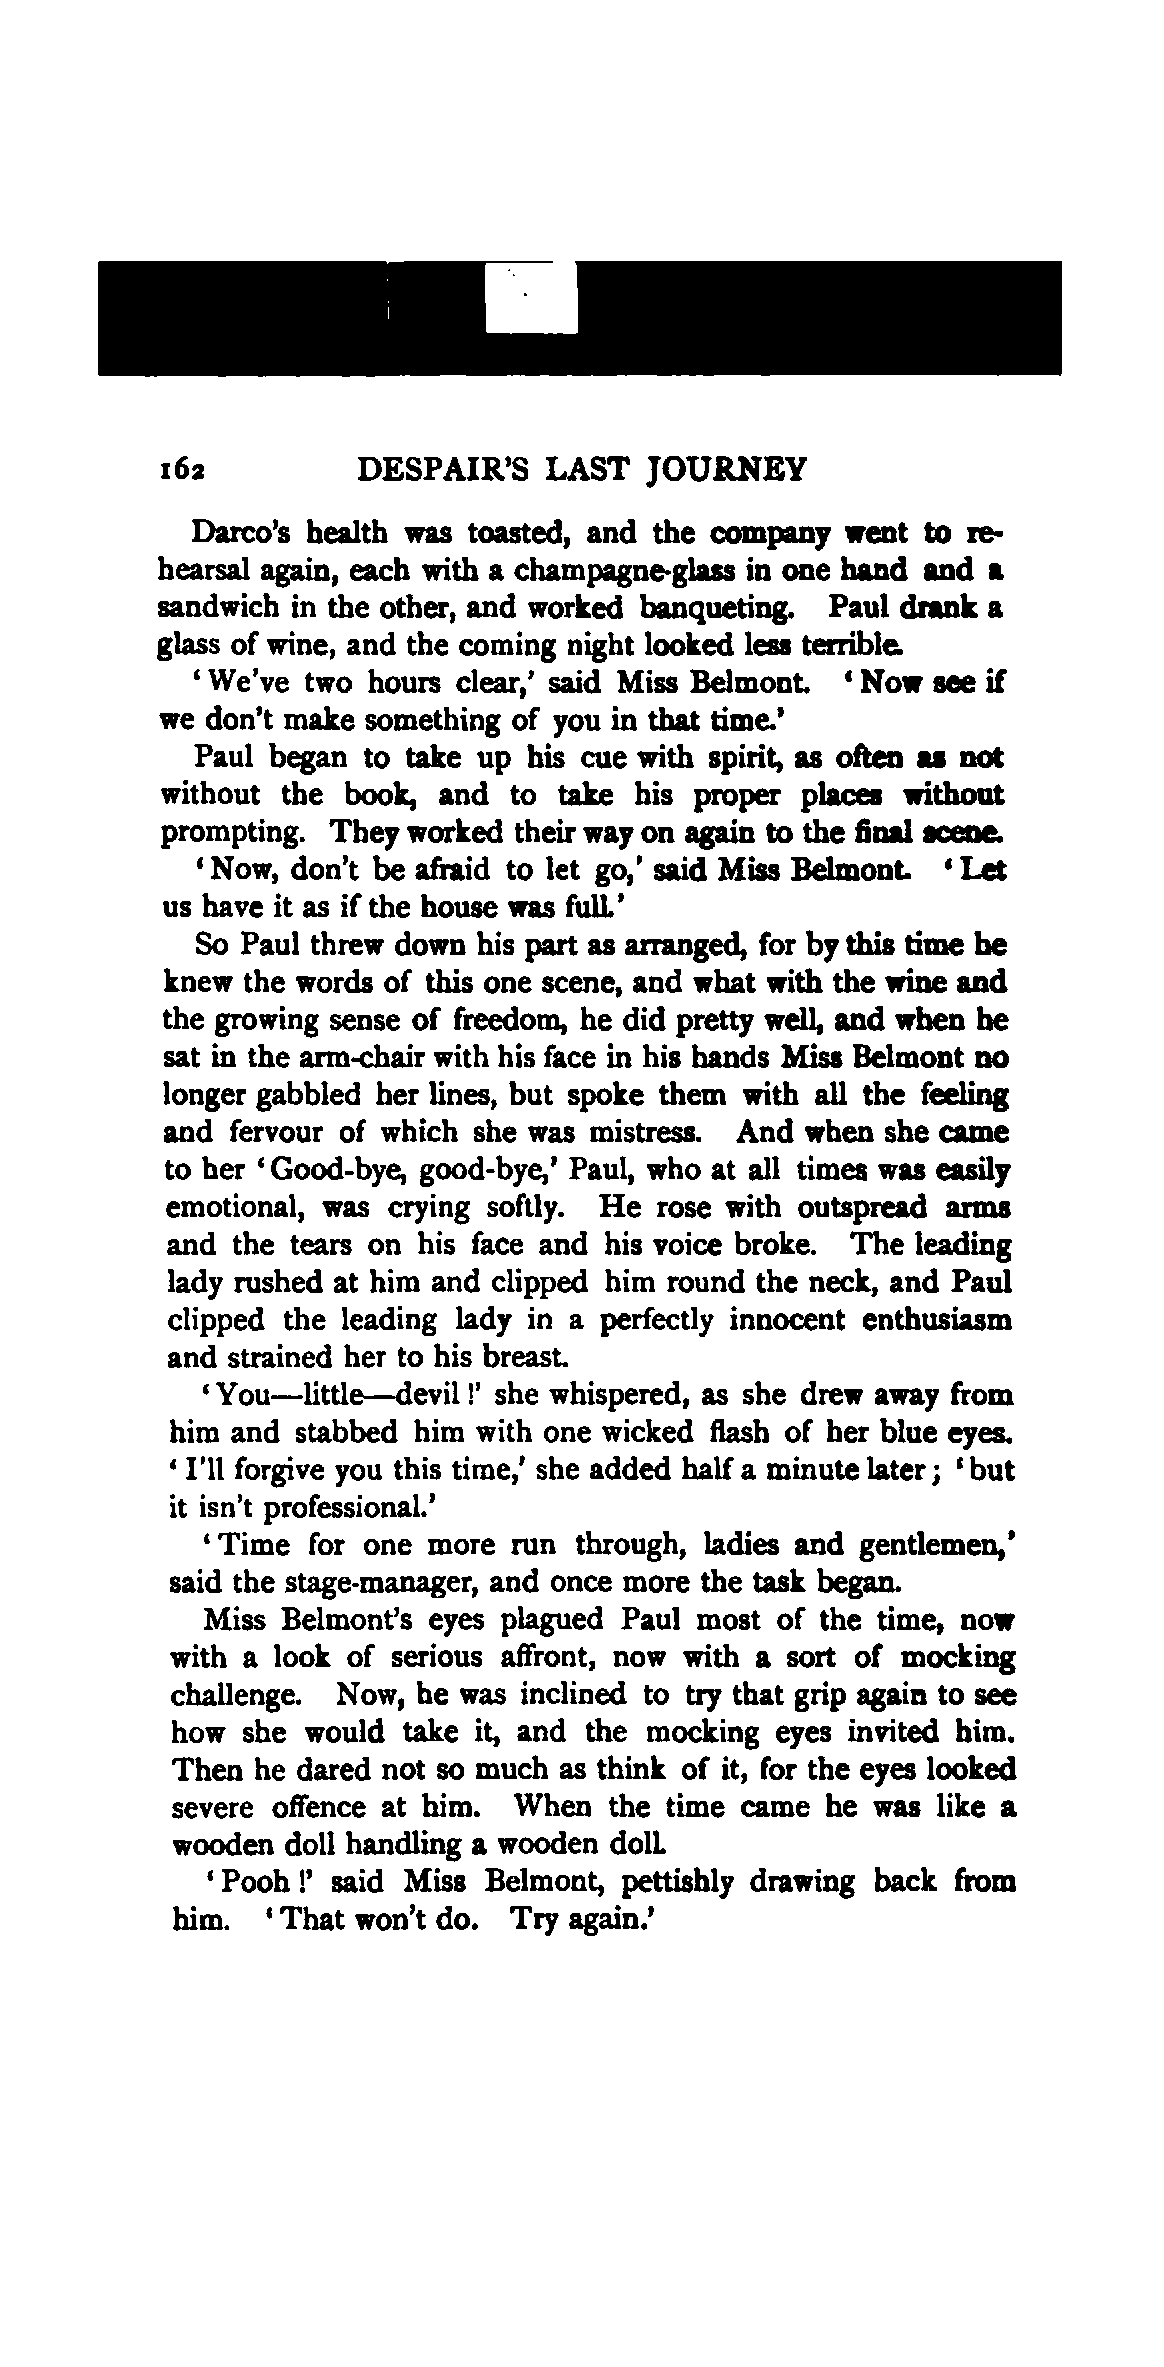 162 DESPAIR'S LAST JOURNEY
Darco's health was toasted, and the company went to re-
hearsal again, each with a champagne-glass in one hand and a
sandwich in the other, and worked banqueting. Paul drank a
glass of wine, and the coming night looked less terrible.
‘We've two hours clear,’ said Miss Belmont. ‘Now see if
we don't make something of you in that time.’
Paul began to take up his cue with spirit, as often as not
without the book, and to take his proper places without
prompting. They worked their way on again to the final scene.
‘Now, don't be afraid to let go,’ said Miss Belmont. ‘Let
us have it as if the house was full.’
So Paul threw down his part as arranged, for by this time he
knew the words of this one scene, and what with the wine and
the growing sense of freedom, he did pretty well, and when he
sat in the arm-chair with his face in his hands Miss Belmont no
longer gabbled her lines, but spoke them with all the feeling
and fervour of which she was mistress. And when she came
to her ‘Good-bye, good-bye,’ Paul, who at all times was easily
emotional, was crying softly. He rose with outspread arms
and the tears on his face and his voice broke. The leading
lady rushed at him and clipped him round the neck, and Paul
clipped the leading lady in a perfectly innocent enthusiasm
and strained her to his breast.
‘You—little—devil!’ she whispered, as she drew away from
him and stabbed him with one wicked flash of her blue eyes.
‘I'll forgive you this time,’ she added half a minute later; ‘but
it isn't professional.’
‘Time for one more run through, ladies and gentlemen,’
said the stage-manager, and once more the task began.
Miss Belmont's eyes plagued Paul most of the time, now
with a look of serious affront, now with a sort of mocking
challenge. Now, he was inclined to try that grip again to see
how she would take it, and the mocking eyes invited him.
Then he dared not so much as think of it, for the eyes looked
severe offence at him. When the time came he was like a
wooden doll handling a wooden doll.
‘Pooh!’ said Miss Belmont, pettishly drawing back from
him. ‘That won't do. Try again.’